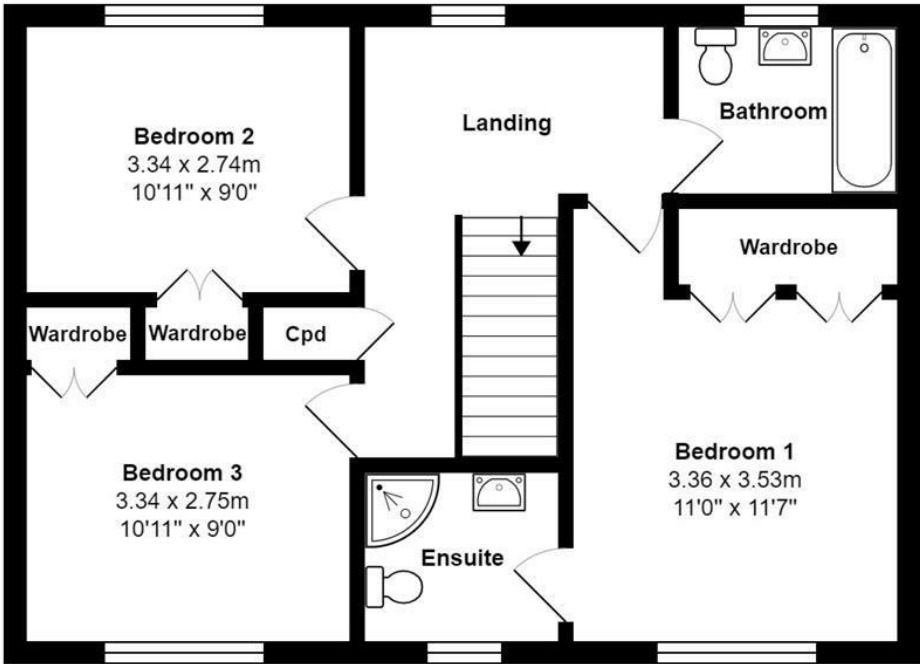 Bedroom 2
3.34 x 2.74m
10'11" x 9'0"
Landing
Bathroom
Wardrobe
Wardrobe
Wardrobe
Cpd
Bedroom 3
3.34 x 2.75m
10'11" x 9'0"
Bedroom 1
3.36 x 3.53m
11'0" x 11'7"
Ensuite